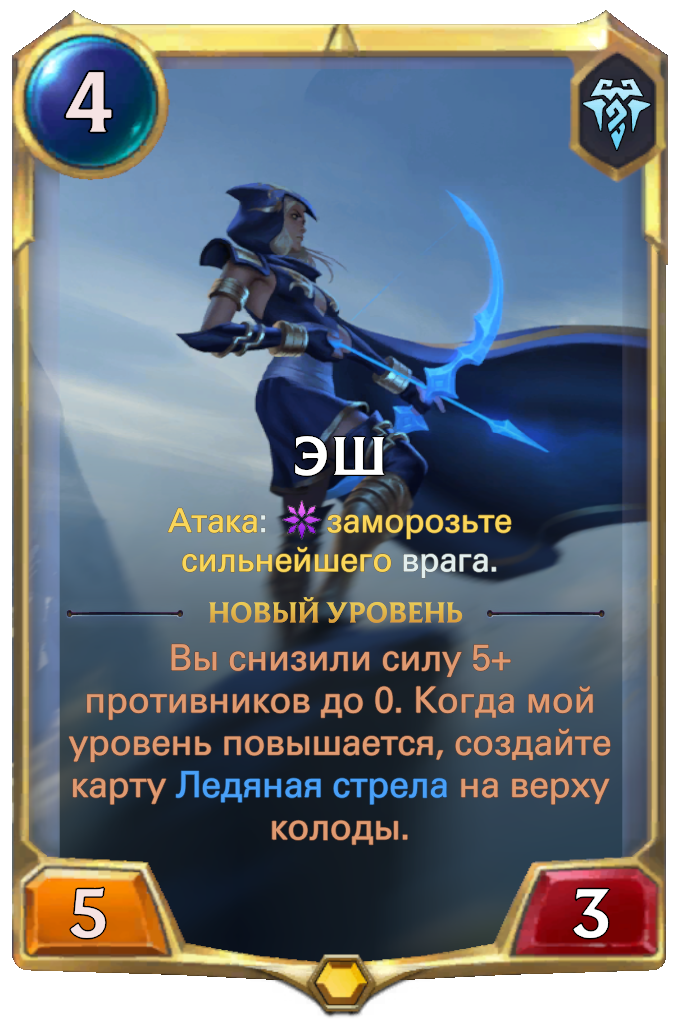 4
ЭШ
Атака: заморозьте
сильнейшего врага.
НОВЫЙ УРОВЕНЬ
Вы снизили силу 5+
противников до 0. Когда мой
уровень повышается, создайте
карту Ледяная стрела на верху
колоды.
5
3